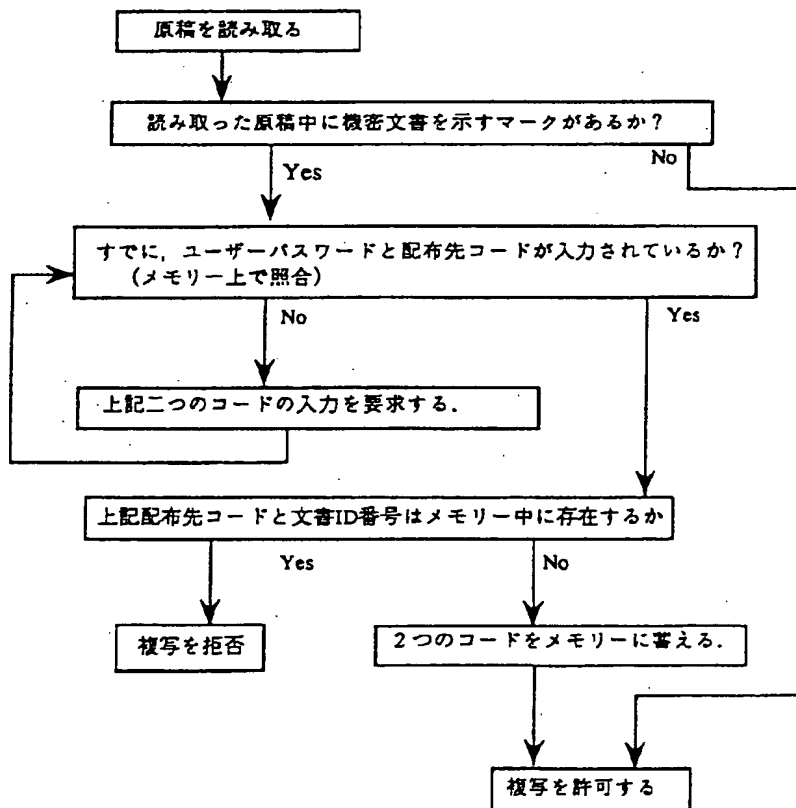 原稿を読み取る
読み取った原稿中に機密文書を示すマークがあるか？
No
Yes
すでに，ユーザーパスワードと配布先コードが入力されているか？
（メモリー上で照合）
No
Yes
上記二つのコードの入力を要求する．
上記配布先コードと文書ID番号はメモリー中に存在するか
Yes
No
複写を拒否
２つのコードをメモリーに蓄える．
複写を許可する